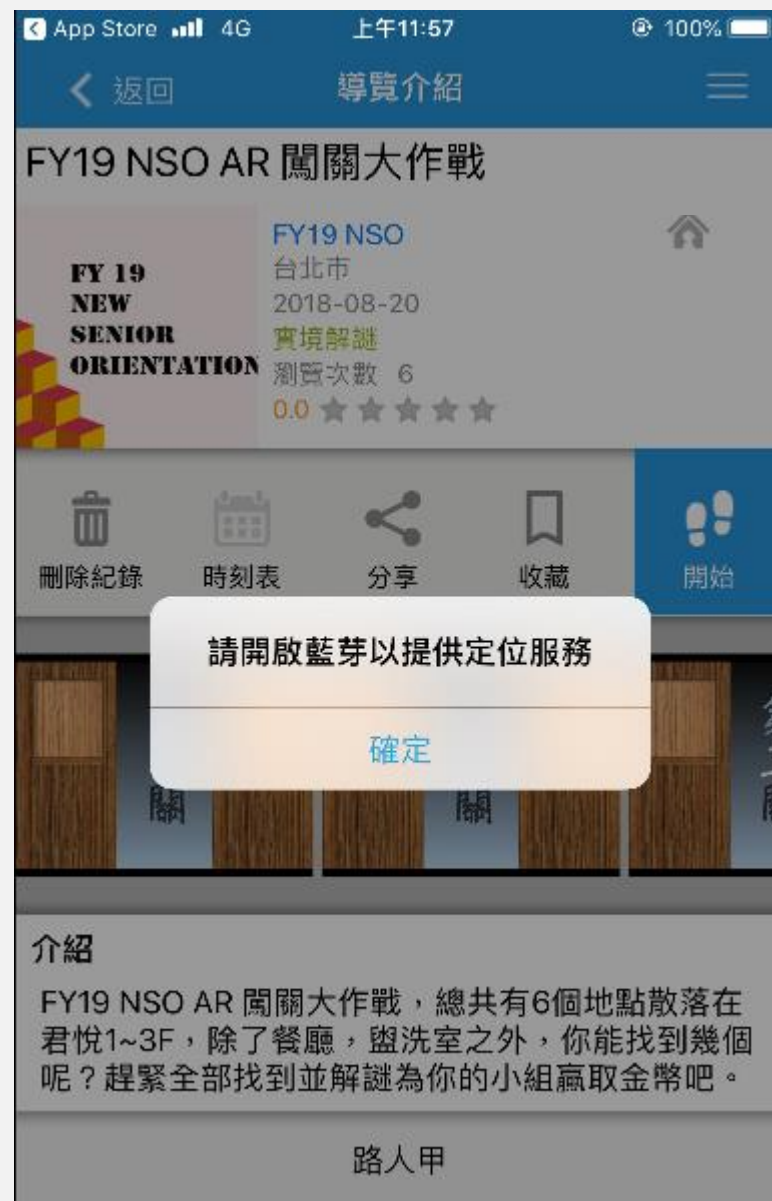 App Store 4G 上午11:57 100%
返回 導覽介紹
FY19 NSO AR 闖關大作戰
FY 19
NEW
SENIOR
ORIENTATION
FY19 NSO
台北市
2018-08-20
實境解謎
瀏覽次數 6
0.0
刪除紀錄 時刻表 分享 收藏 開始
請開啟藍芽以提供定位服務
確定
關 關
介紹
FY19 NSO AR 闖關大作戰，總共有6個地點散落在
君悅1~3F，除了餐廳，盥洗室之外，你能找到幾個
呢？趕緊全部找到並解謎為你的小組贏取金幣吧。
路人甲